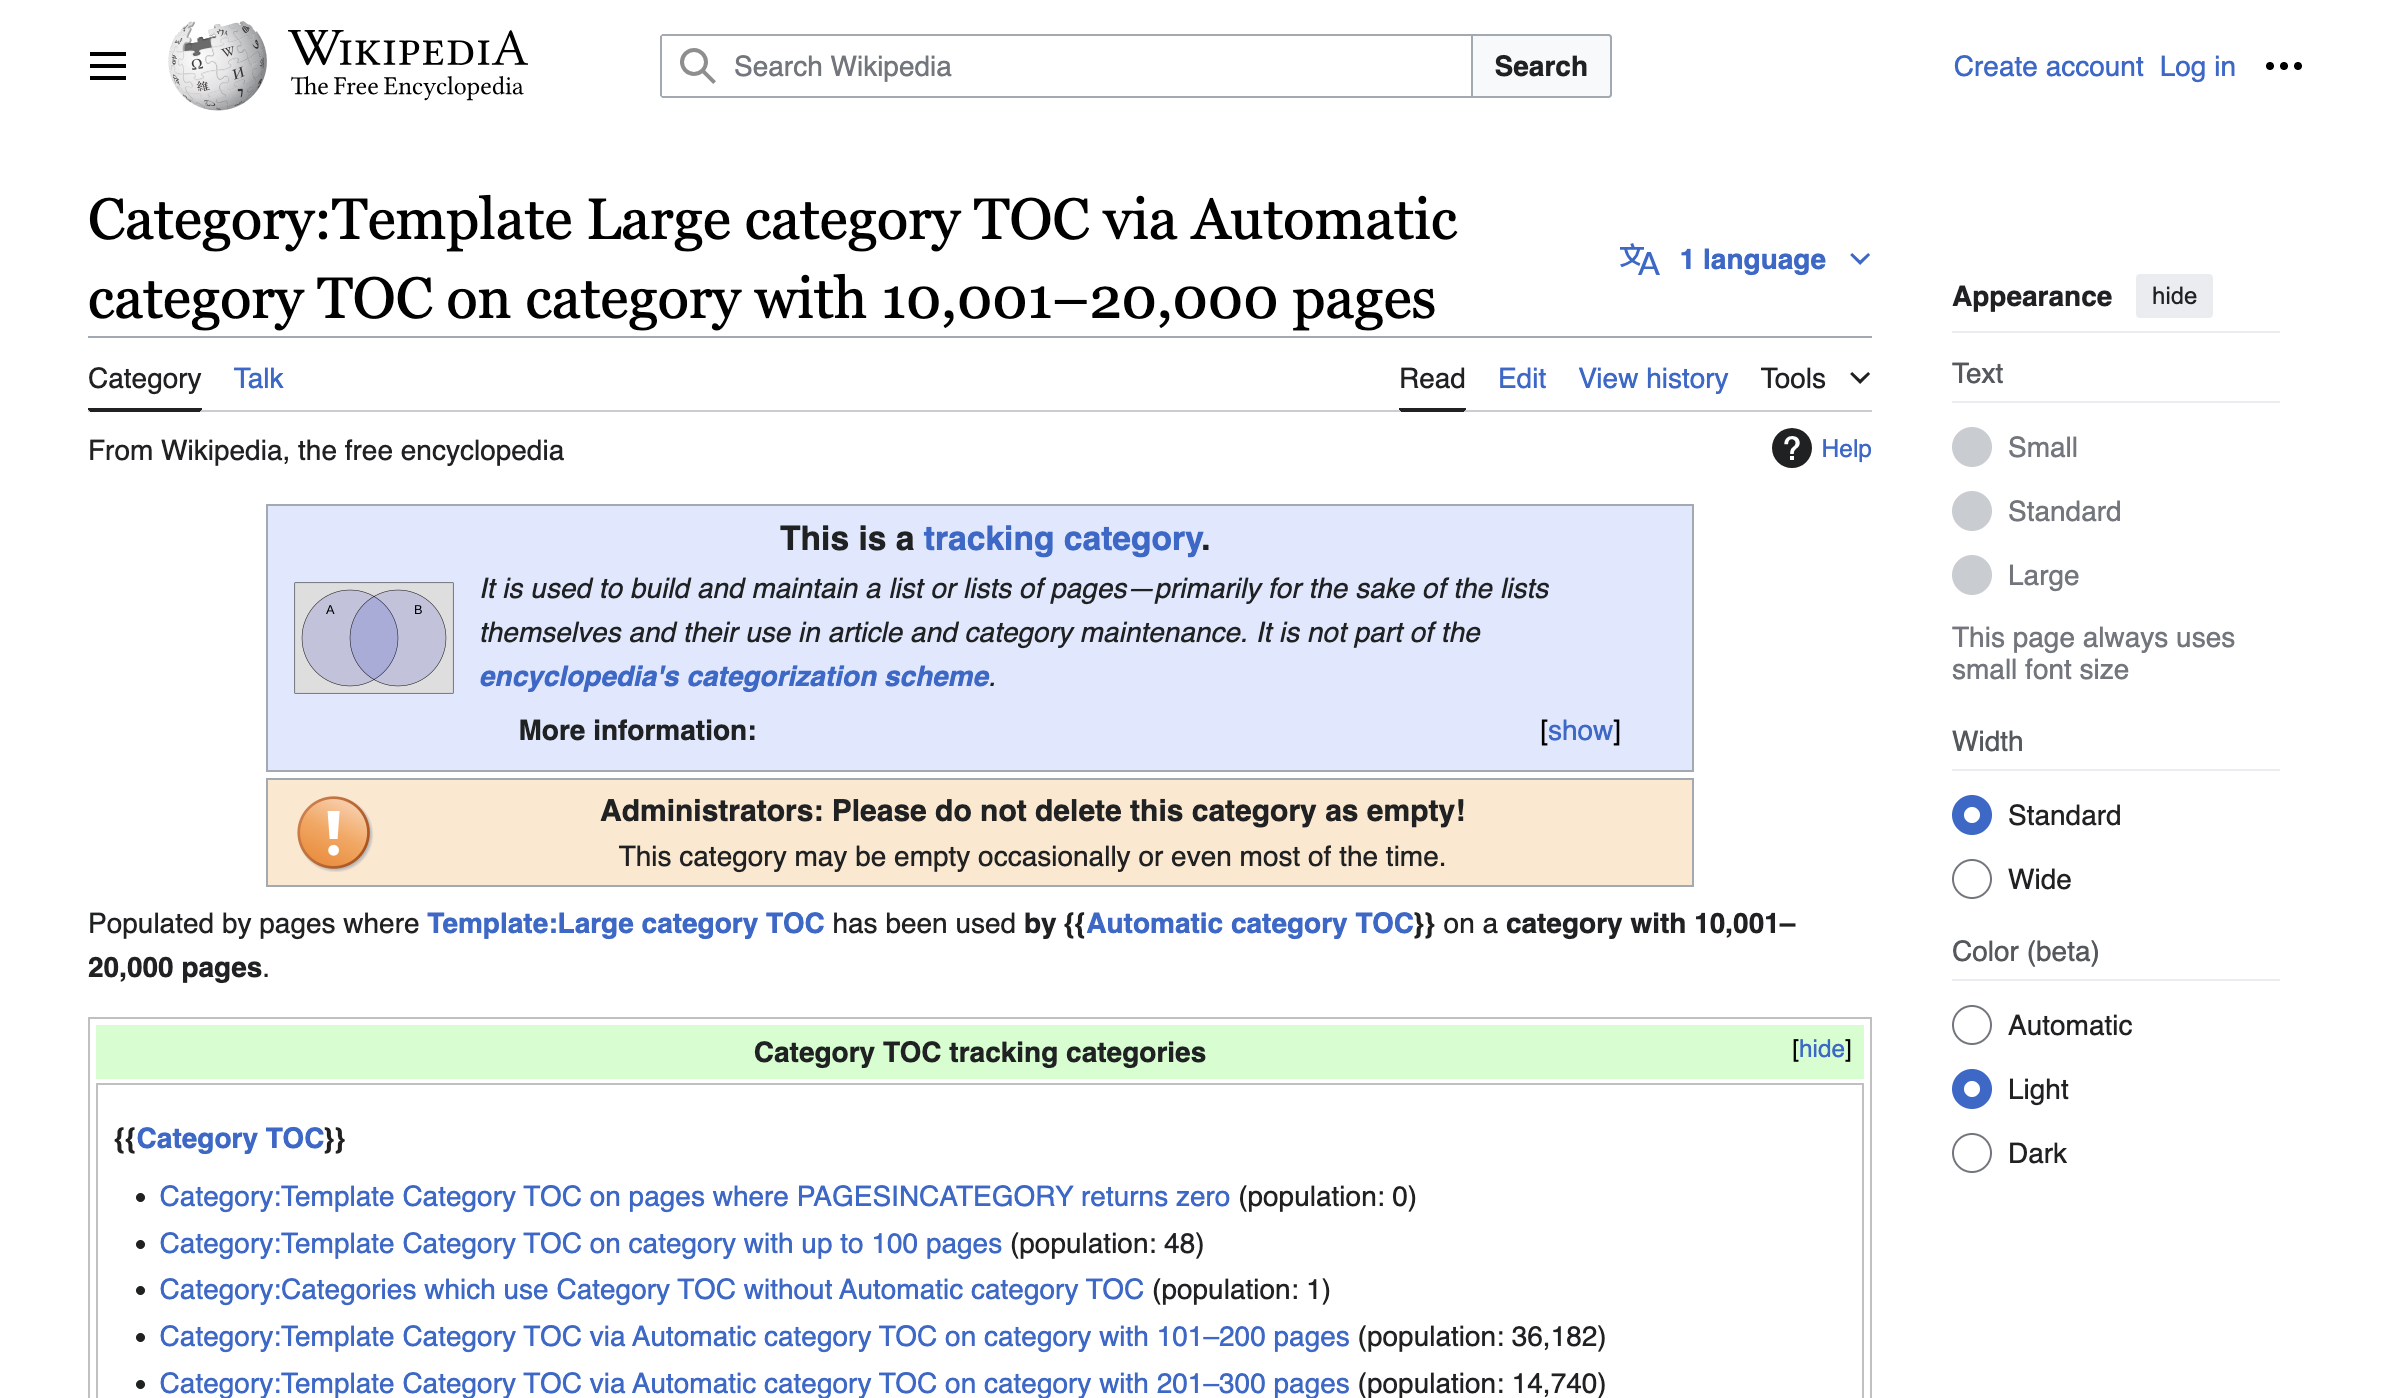 WIKIPEDIA
The Free Encyclopedia
Search Wikipedia
Search
Create account Log in
Category:Template Large category TOC via Automatic
category TOC on category with 10,001–20,000 pages
1 language
Category Talk
Read Edit View history Tools
From Wikipedia, the free encyclopedia
Help
This is a tracking category.
A B
It is used to build and maintain a list or lists of pages—primarily for the sake of the lists
themselves and their use in article and category maintenance. It is not part of the
encyclopedia's categorization scheme.
More information: [show]
Administrators: Please do not delete this category as empty!
This category may be empty occasionally or even most of the time.
Populated by pages where Template:Large category TOC has been used by {{Automatic category TOC}} on a category with 10,001–
20,000 pages.
Category TOC tracking categories [hide]
{{Category TOC}}
• Category:Template Category TOC on pages where PAGESINCATEGORY returns zero (population: 0)
• Category:Template Category TOC on category with up to 100 pages (population: 48)
• Category:Categories which use Category TOC without Automatic category TOC (population: 1)
• Category:Template Category TOC via Automatic category TOC on category with 101–200 pages (population: 36,182)
• Category:Template Category TOC via Automatic category TOC on category with 201–300 pages (population: 14,740)
Appearance hide
Text
Small
Standard
Large
This page always uses
small font size
Width
Standard
Wide
Color (beta)
Automatic
Light
Dark